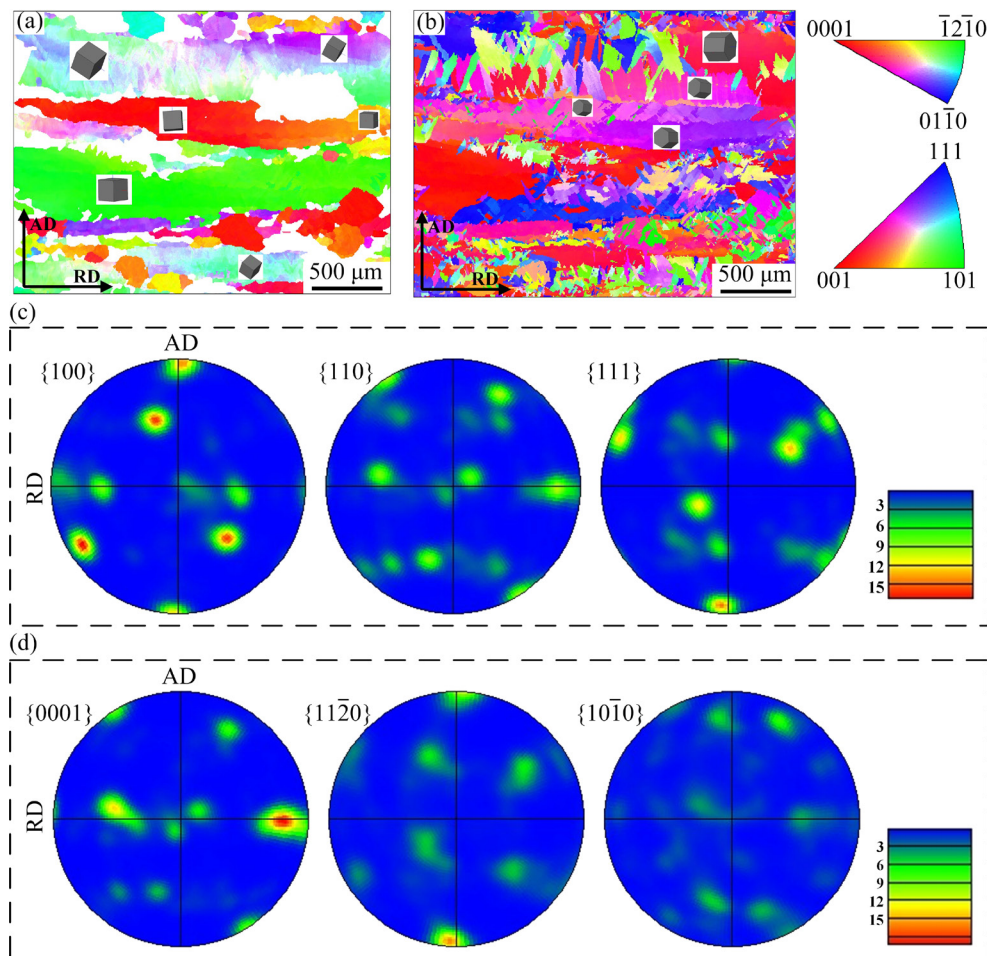 (a)
AD
RD
500 μm
(b)
AD
RD
500 μm
0001
1̅21̅0
011̅0
111
001
101
(c)
AD
RD
{100}
{110}
{111}
3
6
9
12
15
(d)
AD
RD
{0001}
{112̅0}
{101̅0}
3
6
9
12
15